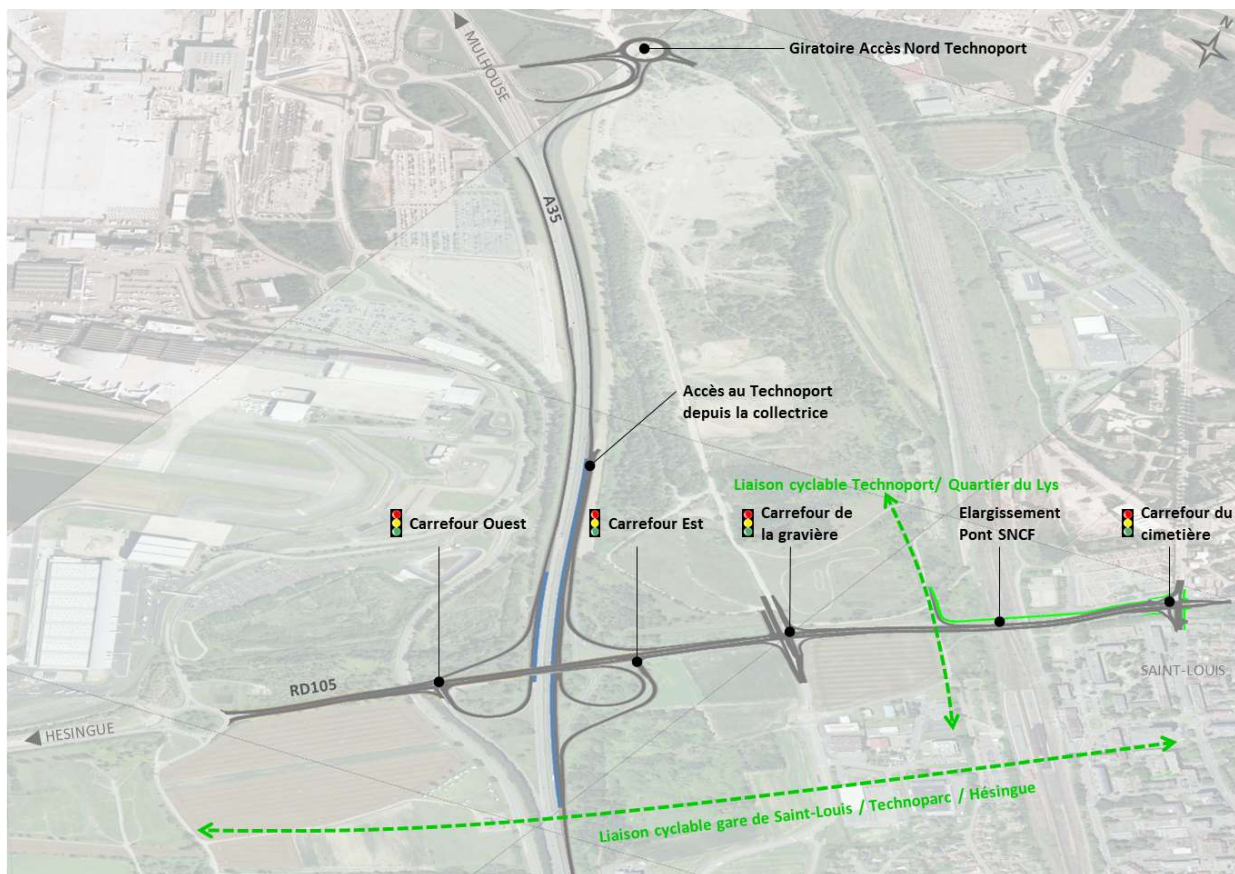 N
MULHOUSE
Giratoire Accès Nord Technoport
A35
Accès au Technoport
depuis la collectrice
Liaison cyclable Technoport/ Quartier du Lys
Carrefour Ouest
Carrefour Est
Carrefour de
la gravière
Elargissement
Pont SNCF
Carrefour du
cimetière
SAINT-LOUIS
RD105
HESINGUE
Liaison cyclable gare de Saint-Louis / Technoparc / Hésingue